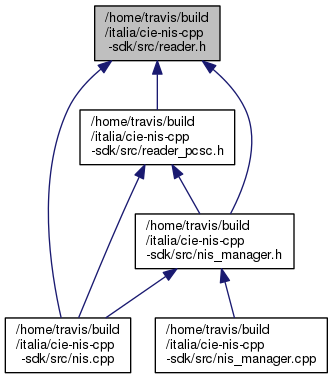 /home/travis/build
/italia/cie-nis-cpp
-sdk/src/reader.h
/home/travis/build
/italia/cie-nis-cpp
-sdk/src/reader_pcsc.h
/home/travis/build
/italia/cie-nis-cpp
-sdk/src/nis_manager.h
/home/travis/build
/italia/cie-nis-cpp
-sdk/src/nis.cpp
/home/travis/build
/italia/cie-nis-cpp
-sdk/src/nis_manager.cpp